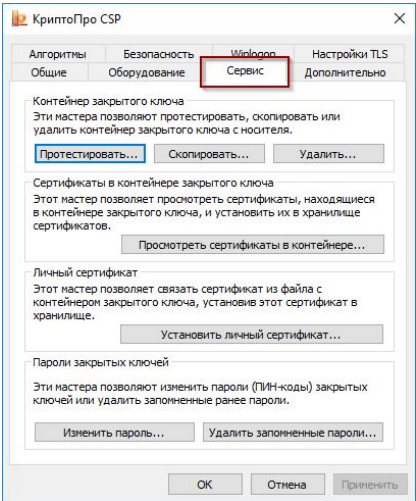 КриптоПро CSP
Алгоритмы Безопасность Winlogon Настройки TLS
Общие Оборудование Сервис Дополнительно
Контейнер закрытого ключа
Эти мастера позволяют протестировать, скопировать или
удалить контейнер закрытого ключа с носителя.
Протестировать... Скопировать... Удалить...
Сертификаты в контейнере закрытого ключа
Этот мастер позволяет просмотреть сертификаты, находящиеся
в контейнере закрытого ключа, и установить их в хранилище
сертификатов.
Просмотреть сертификаты в контейнере...
Личный сертификат
Этот мастер позволяет связать сертификат из файла с
контейнером закрытого ключа, установив этот сертификат в
хранилище.
Установить личный сертификат...
Пароли закрытых ключей
Эти мастера позволяют изменить пароли (ПИН-коды) закрытых
ключей или удалить запомненные ранее пароли.
Изменить пароль... Удалить запомненные пароли...
ОК Отмена Применить